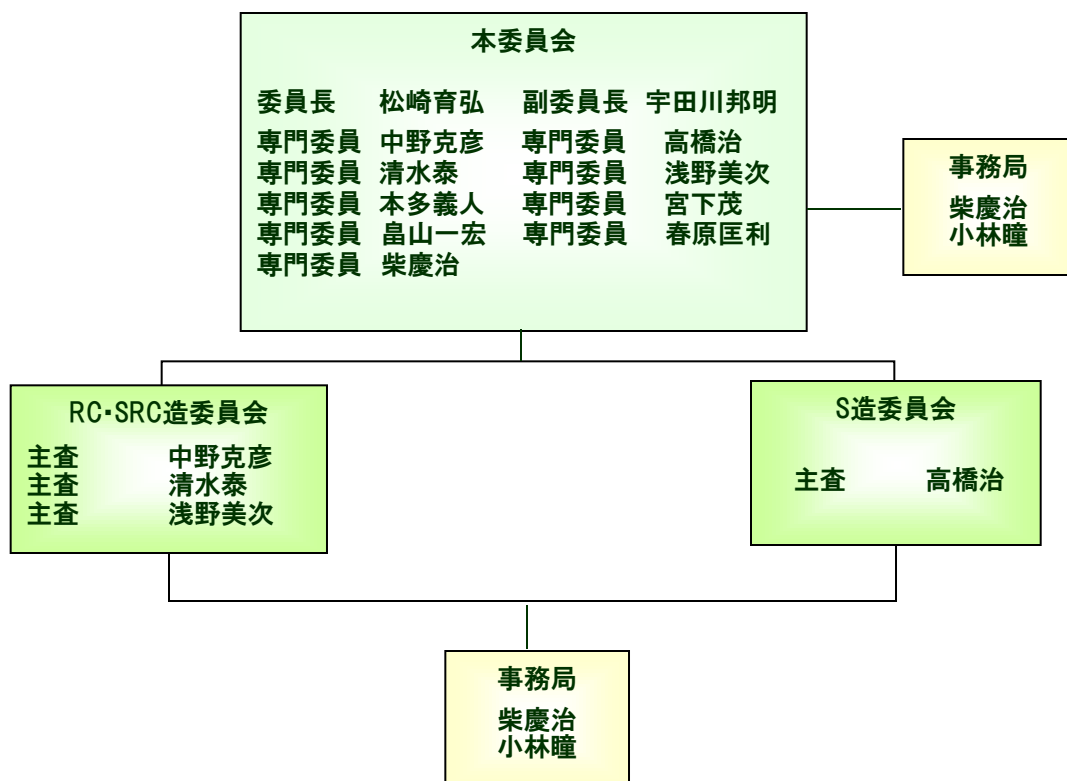 本委員会
委員長 松崎育弘 副委員長 宇田川邦明
専門委員 中野克彦 専門委員 高橋治
専門委員 清水泰 専門委員 浅野美次
専門委員 本多義人 専門委員 宮下茂
専門委員 畠山一宏 専門委員 春原匡利
専門委員 柴慶治
事務局
柴慶治
小林瞳
RC・SRC造委員会
主査 中野克彦
主査 清水泰
主査 浅野美次
S造委員会
主査 高橋治
事務局
柴慶治
小林瞳